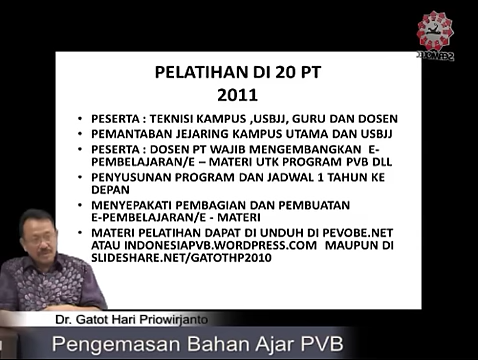 PELATIHAN DI 20 PT
2011
• PESERTA : TEKNISI KAMPUS ,USBJJ, GURU DAN DOSEN
• PEMANTABAN JEJARING KAMPUS UTAMA DAN USBJJ
• PESERTA : DOSEN PT WAJIB MENGEMBANGKAN E-
PEMBELAJARAN/E – MATERI UTK PROGRAM PVB DLL
• PENYUSUNAN PROGRAM DAN JADWAL 1 TAHUN KE
DEPAN
• MENYEPAKATI PEMBAGIAN DAN PEMBUATAN
E-PEMBELAJARAN/E - MATERI
• MATERI PELATIHAN DAPAT DI UNDUH DI PEVOBE.NET
ATAU INDONESIAPVB.WORDPRESS.COM MAUPUN DI
SLIDESHARE.NET/GATOTHP2010
Dr. Gatot Hari Priowirjanto
Pengemasan Bahan Ajar PVB